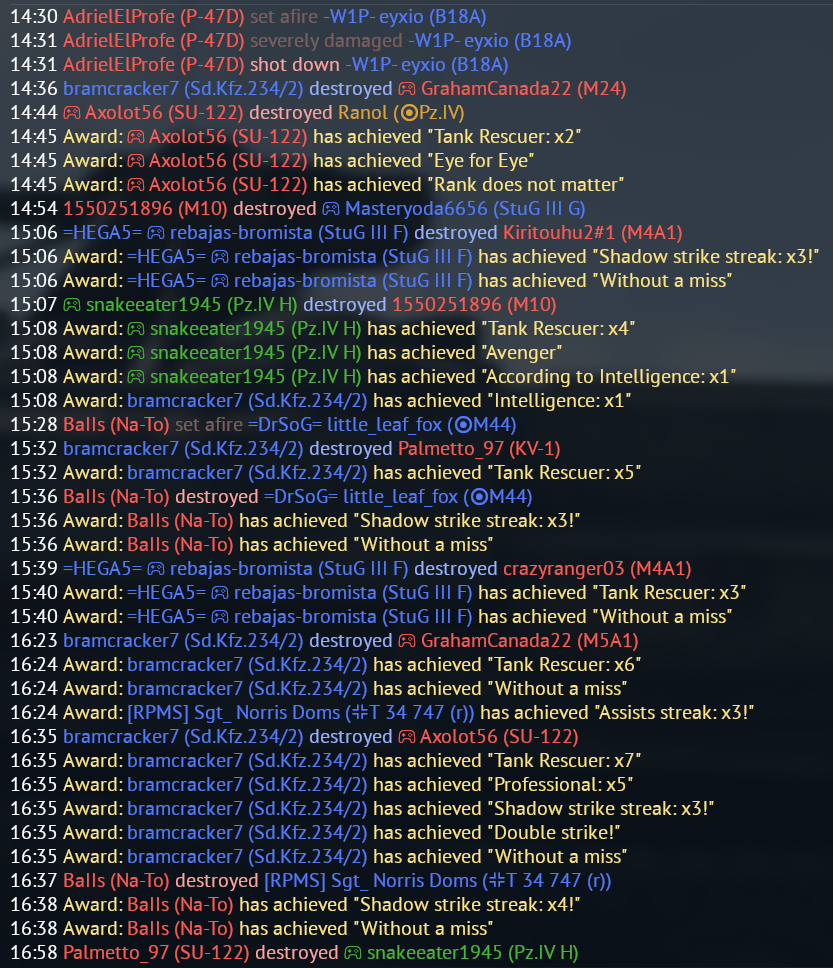 14:30 AdrielElProfe (P-47D) set afire -W1P- eyxio (B18A)
14:31 AdrielElProfe (P-47D) severely damaged -W1P- eyxio (B18A)
14:31 AdrielElProfe (P-47D) shot down -W1P- eyxio (B18A)
14:36 bramcracker7 (Sd.Kfz.234/2) destroyed GrahamCanada22 (M24)
14:44 Axolot56 (SU-122) destroyed Ranol (Pz.IV)
14:45 Award: Axolot56 (SU-122) has achieved "Tank Rescuer: x2"
14:45 Award: Axolot56 (SU-122) has achieved "Eye for Eye"
14:45 Award: Axolot56 (SU-122) has achieved "Rank does not matter"
14:54 1550251896 (M10) destroyed Masteryoda6656 (StuG III G)
15:06 =HEGA5= rebajas-bromista (StuG III F) destroyed Kiritouhu2#1 (M4A1)
15:06 Award: =HEGA5= rebajas-bromista (StuG III F) has achieved "Shadow strike streak: x3!"
15:06 Award: =HEGA5= rebajas-bromista (StuG III F) has achieved "Without a miss"
15:07 snakeeater1945 (Pz.IV H) destroyed 1550251896 (M10)
15:08 Award: snakeeater1945 (Pz.IV H) has achieved "Tank Rescuer: x4"
15:08 Award: snakeeater1945 (Pz.IV H) has achieved "Avenger"
15:08 Award: snakeeater1945 (Pz.IV H) has achieved "According to Intelligence: x1"
15:08 Award: bramcracker7 (Sd.Kfz.234/2) has achieved "Intelligence: x1"
15:28 BaIIs (Na-To) set afire =DrSoG= little_leaf_fox (M44)
15:32 bramcracker7 (Sd.Kfz.234/2) destroyed Palmetto_97 (KV-1)
15:32 Award: bramcracker7 (Sd.Kfz.234/2) has achieved "Tank Rescuer: x5"
15:36 BaIIs (Na-To) destroyed =DrSoG= little_leaf_fox (M44)
15:36 Award: BaIIs (Na-To) has achieved "Shadow strike streak: x3!"
15:36 Award: BaIIs (Na-To) has achieved "Without a miss"
15:39 =HEGA5= rebajas-bromista (StuG III F) destroyed crazyranger03 (M4A1)
15:40 Award: =HEGA5= rebajas-bromista (StuG III F) has achieved "Tank Rescuer: x3"
15:40 Award: =HEGA5= rebajas-bromista (StuG III F) has achieved "Without a miss"
16:23 bramcracker7 (Sd.Kfz.234/2) destroyed GrahamCanada22 (M5A1)
16:24 Award: bramcracker7 (Sd.Kfz.234/2) has achieved "Tank Rescuer: x6"
16:24 Award: bramcracker7 (Sd.Kfz.234/2) has achieved "Without a miss"
16:24 Award: [RPMS] Sgt_ Norris Doms (T 34 747 (r)) has achieved "Assists streak: x3!"
16:35 bramcracker7 (Sd.Kfz.234/2) destroyed Axolot56 (SU-122)
16:35 Award: bramcracker7 (Sd.Kfz.234/2) has achieved "Tank Rescuer: x7"
16:35 Award: bramcracker7 (Sd.Kfz.234/2) has achieved "Professional: x5"
16:35 Award: bramcracker7 (Sd.Kfz.234/2) has achieved "Shadow strike streak: x3!"
16:35 Award: bramcracker7 (Sd.Kfz.234/2) has achieved "Double strike!"
16:35 Award: bramcracker7 (Sd.Kfz.234/2) has achieved "Without a miss"
16:37 BaIIs (Na-To) destroyed [RPMS] Sgt_ Norris Doms (T 34 747 (r))
16:38 Award: BaIIs (Na-To) has achieved "Shadow strike streak: x4!"
16:38 Award: BaIIs (Na-To) has achieved "Without a miss"
16:58 Palmetto_97 (SU-122) destroyed snakeeater1945 (Pz.IV H)